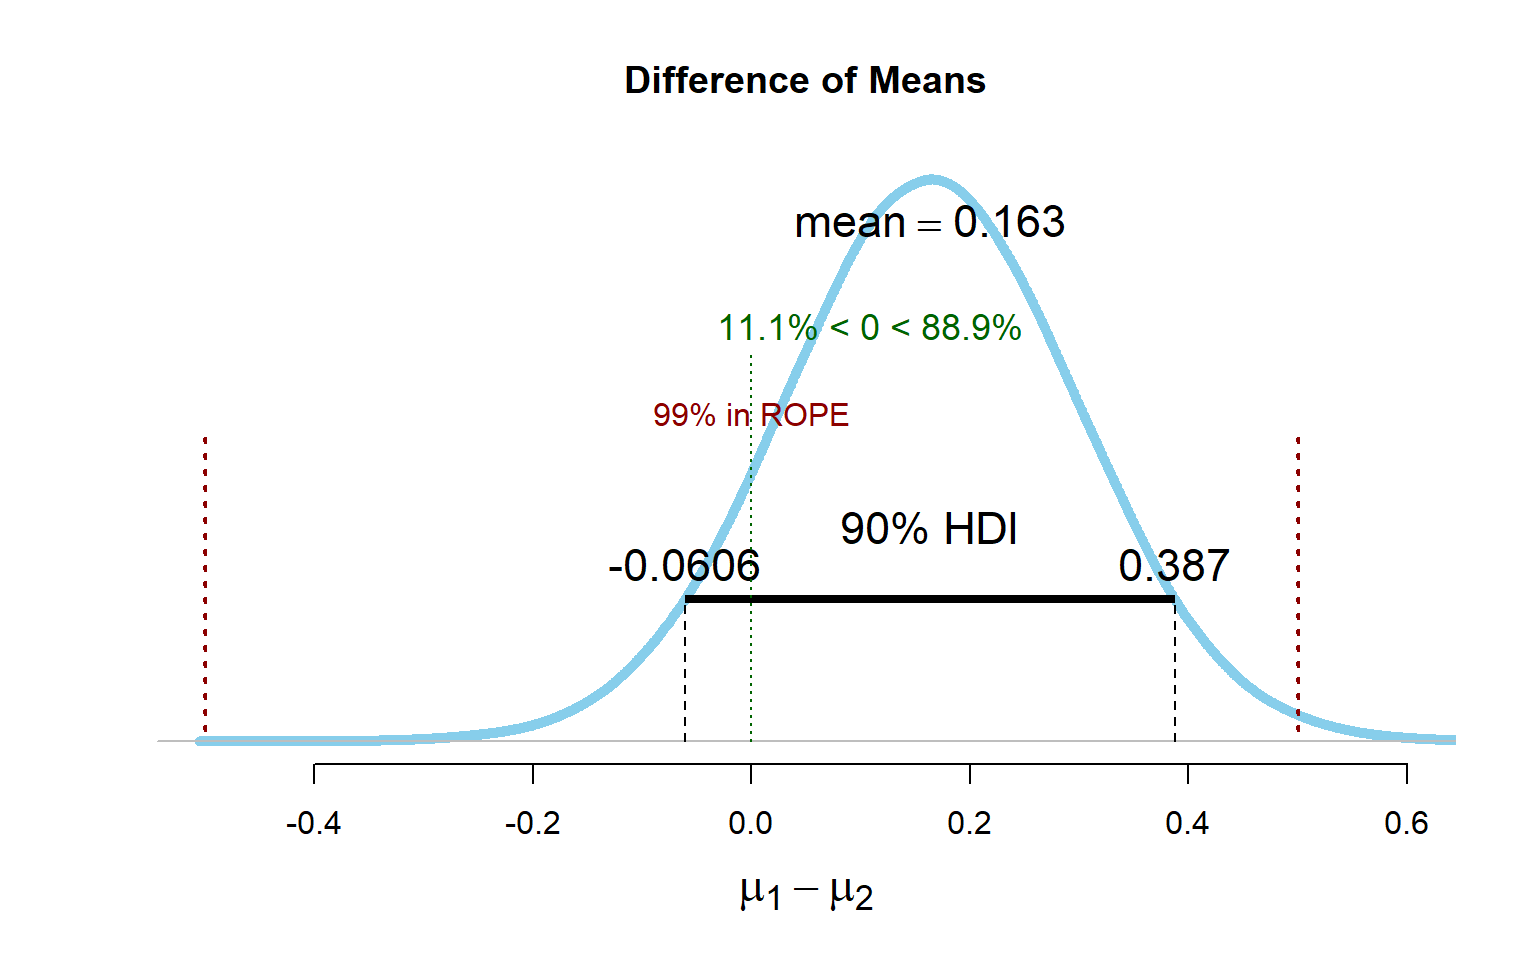 Difference of Means
mean = 0.163
11.1% < 0 < 88.9%
99% in ROPE
90% HDI
-0.0606 0.387
-0.4 -0.2 0.0 0.2 0.4 0.6
μ1 − μ2